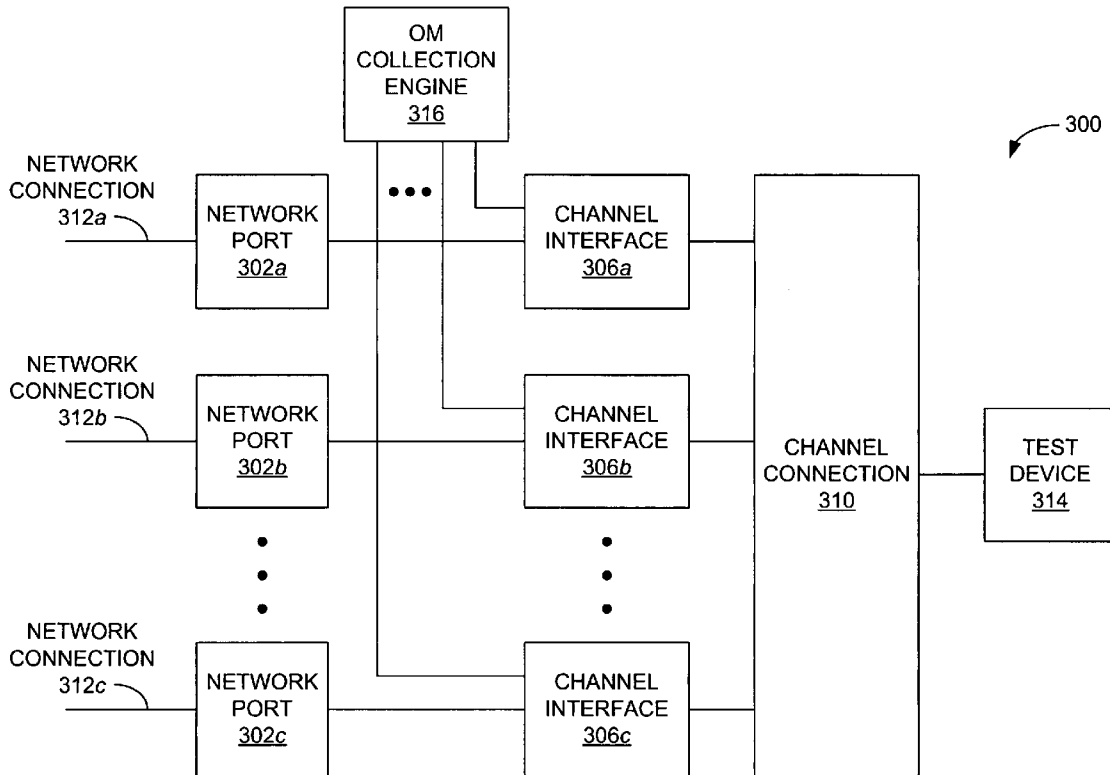 OM
COLLECTION
ENGINE
316
300
NETWORK
CONNECTION
312a
NETWORK
PORT
302a
CHANNEL
INTERFACE
306a
NETWORK
CONNECTION
312b
NETWORK
PORT
302b
CHANNEL
INTERFACE
306b
CHANNEL
CONNECTION
310
TEST
DEVICE
314
NETWORK
CONNECTION
312c
NETWORK
PORT
302c
CHANNEL
INTERFACE
306c